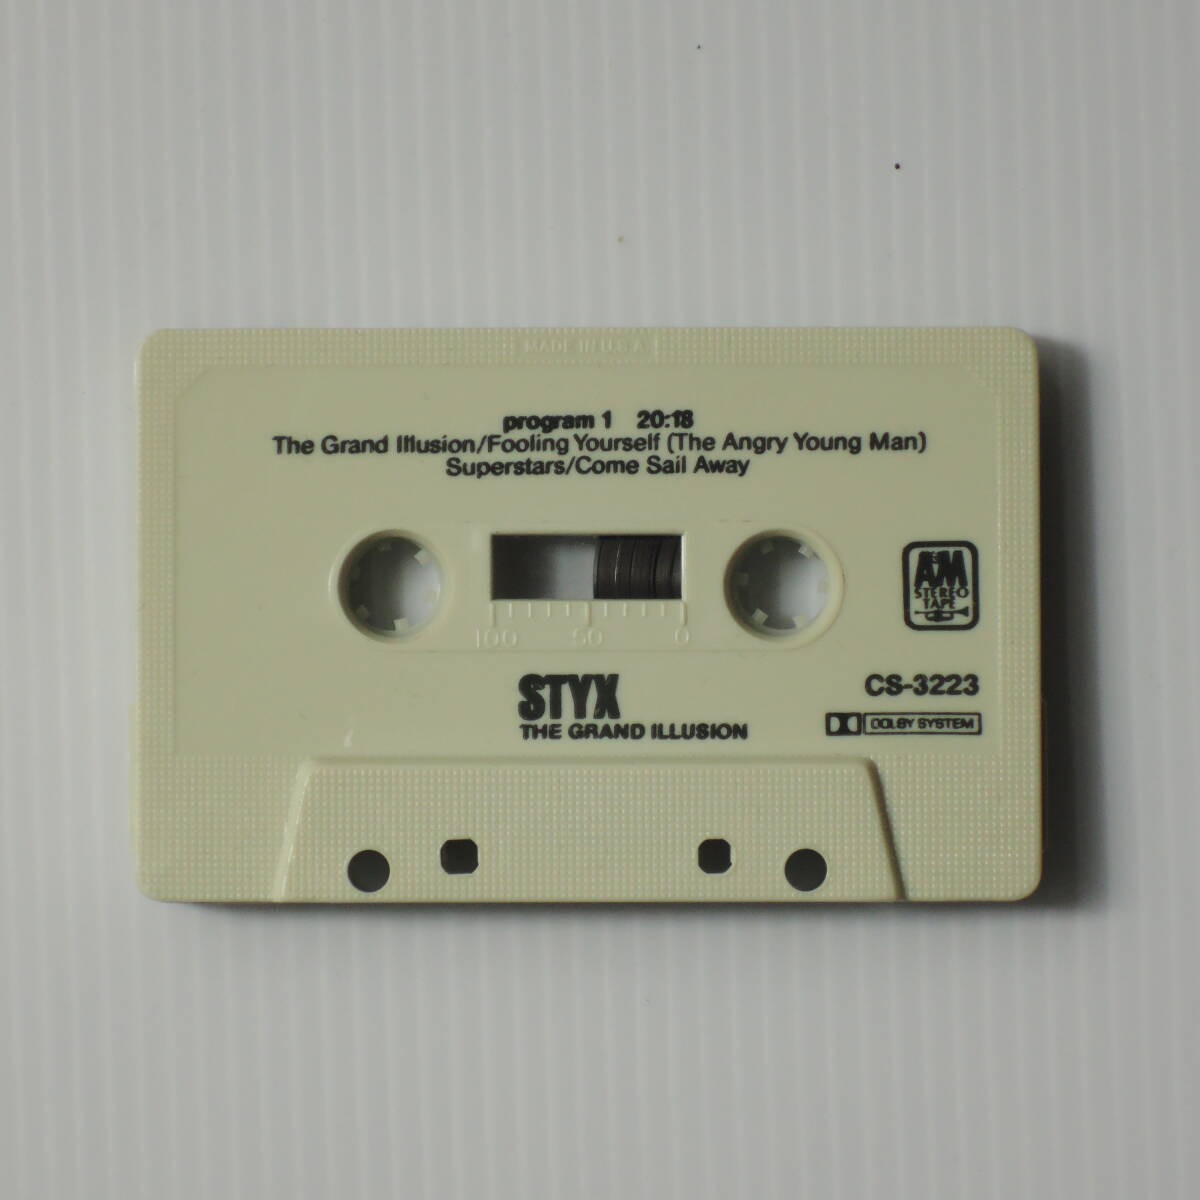 MADE IN U.S.A.
program 1 20:18
The Grand Illusion/Fooling Yourself (The Angry Young Man)
Superstars/Come Sail Away
A&M
STEREO
TAPE
100 50 0
STYX
THE GRAND ILLUSION
CS-3223
DOLBY SYSTEM